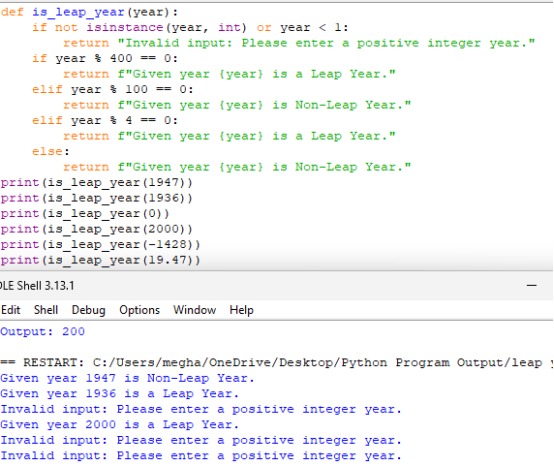 def is_leap_year(year):
    if not isinstance(year, int) or year < 1:
        return "Invalid input: Please enter a positive integer year."
    if year % 400 == 0:
        return f"Given year {year} is a Leap Year."
    elif year % 100 == 0:
        return f"Given year {year} is Non-Leap Year."
    elif year % 4 == 0:
        return f"Given year {year} is a Leap Year."
    else:
        return f"Given year {year} is Non-Leap Year."
print(is_leap_year(1947))
print(is_leap_year(1936))
print(is_leap_year(0))
print(is_leap_year(2000))
print(is_leap_year(-1428))
print(is_leap_year(19.47))
DLE Shell 3.13.1
Edit Shell Debug Options Window Help
Output: 200
== RESTART: C:/Users/megha/OneDrive/Desktop/Python Program Output/leap y
Given year 1947 is Non-Leap Year.
Given year 1936 is a Leap Year.
Invalid input: Please enter a positive integer year.
Given year 2000 is a Leap Year.
Invalid input: Please enter a positive integer year.
Invalid input: Please enter a positive integer year.